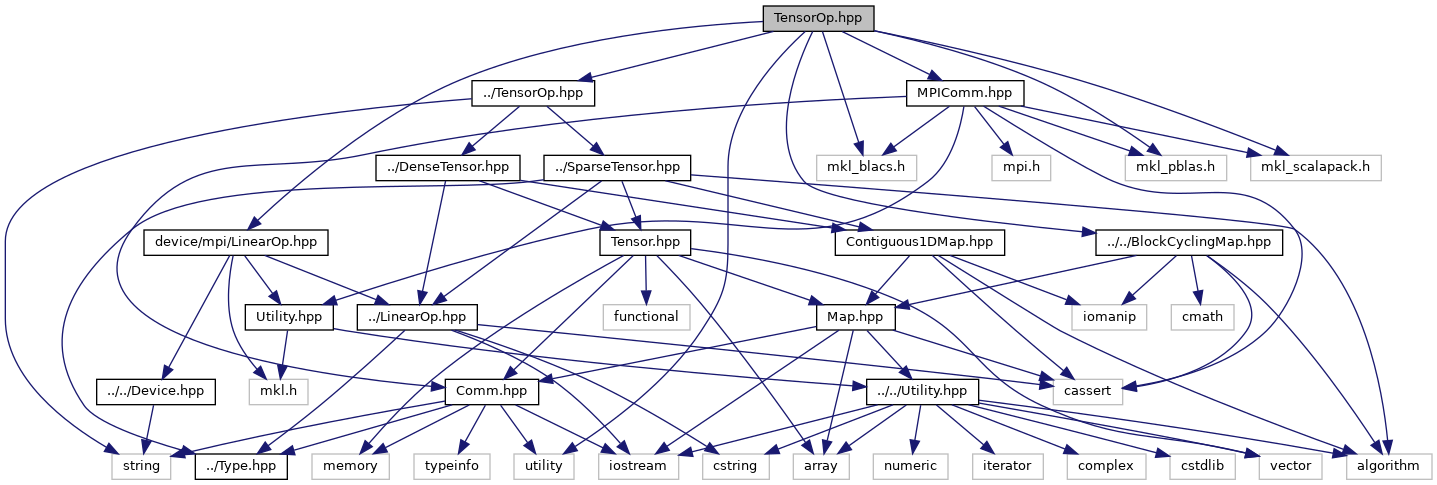 TensorOp.hpp
../TensorOp.hpp
MPIComm.hpp
../DenseTensor.hpp
../SparseTensor.hpp
mkl_blacs.h
mpi.h
mkl_pblas.h
mkl_scalapack.h
device/mpi/LinearOp.hpp
Tensor.hpp
Contiguous1DMap.hpp
../../BlockCyclingMap.hpp
Utility.hpp
../LinearOp.hpp
functional
Map.hpp
iomanip
cmath
../../Device.hpp
mkl.h
Comm.hpp
../../Utility.hpp
cassert
string
../Type.hpp
memory
typeinfo
utility
iostream
cstring
array
numeric
iterator
complex
cstdlib
vector
algorithm